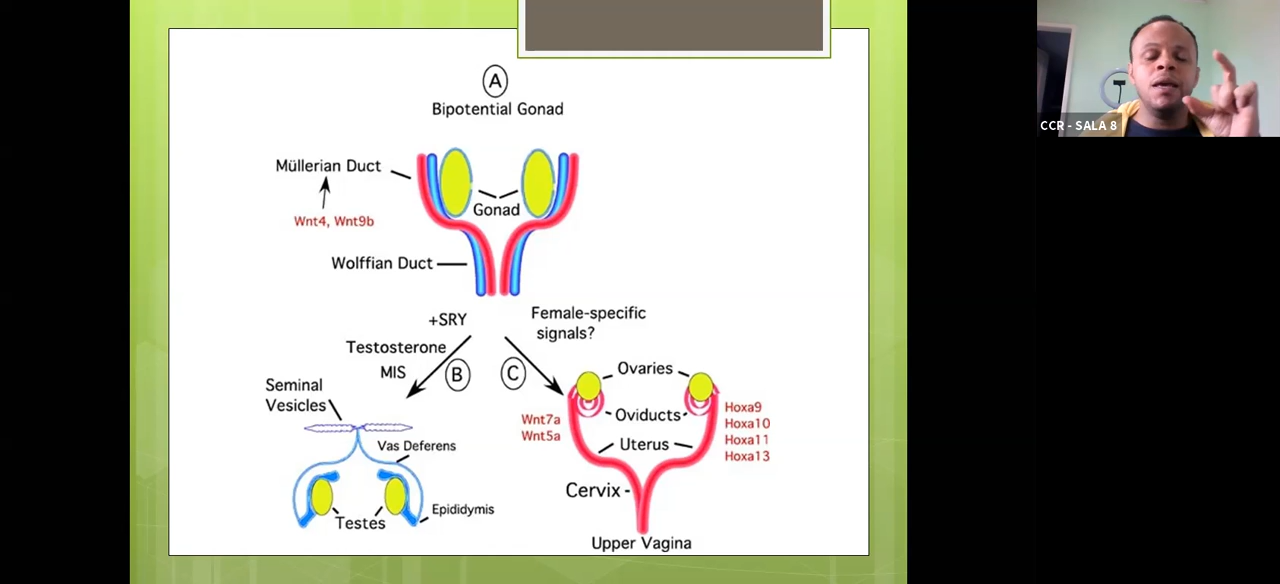 A
Bipotential Gonad
Müllerian Duct
Wnt4, Wnt9b
Gonad
Wolffian Duct
+SRY
Testosterone
MIS
B
Female-specific
signals?
C
Seminal
Vesicles
Vas Deferens
Epididymis
Testes
Ovaries
Oviducts
Uterus
Wnt7a
Wnt5a
Hoxa9
Hoxa10
Hoxa11
Hoxa13
Cervix
Upper Vagina
CCR - SALA 8